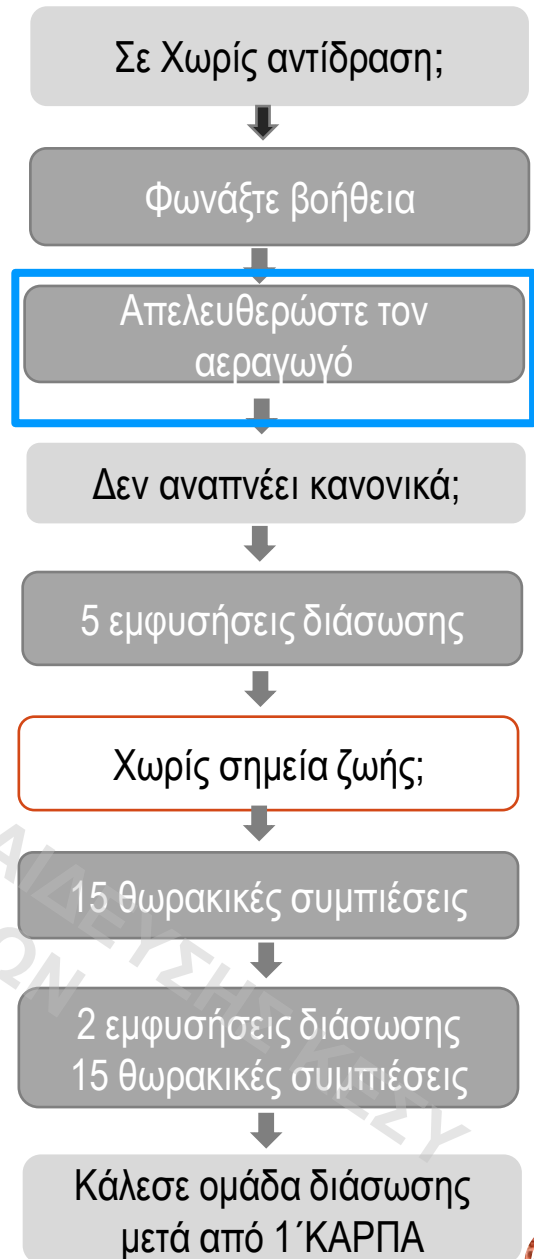 Σε Χωρίς αντίδραση;
Φωνάξτε βοήθεια
Απελευθερώστε τον
αεραγωγό
Δεν αναπνέει κανονικά;
5 εμφυσήσεις διάσωσης
Χωρίς σημεία ζωής;
15 θωρακικές συμπιέσεις
2 εμφυσήσεις διάσωσης
15 θωρακικές συμπιέσεις
Κάλεσε ομάδα διάσωσης
μετά από 1΄ΚΑΡΠΑ
ΚΕΣΥ